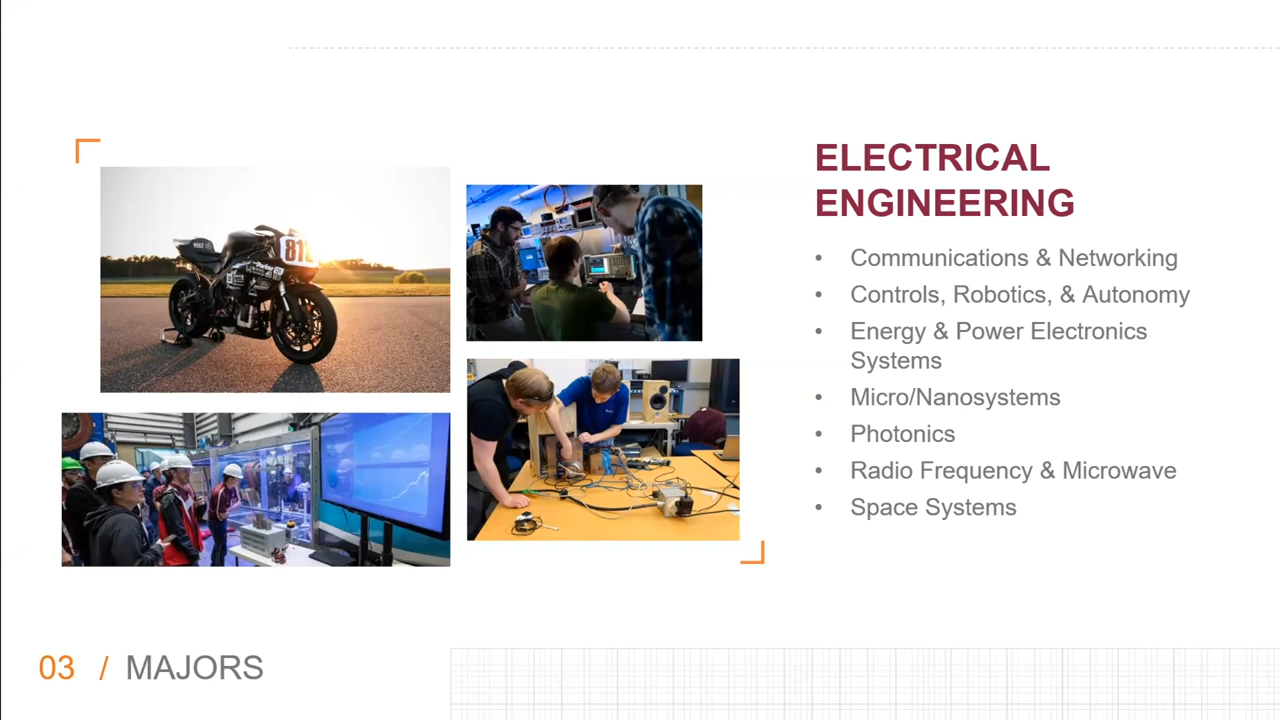 ELECTRICAL
ENGINEERING
• Communications & Networking
• Controls, Robotics, & Autonomy
• Energy & Power Electronics
Systems
• Micro/Nanosystems
• Photonics
• Radio Frequency & Microwave
• Space Systems
03 / MAJORS